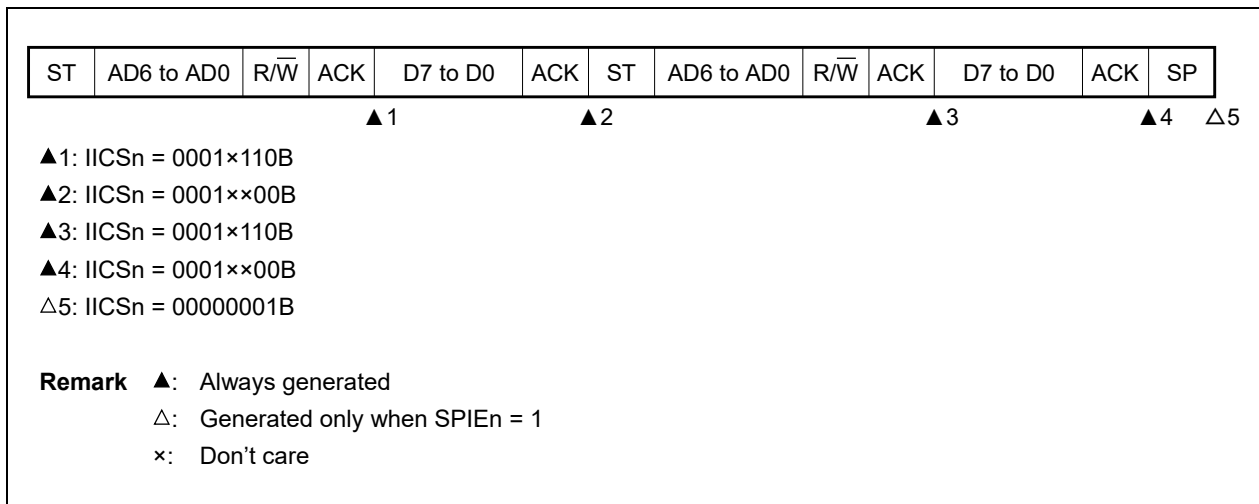 ST AD6 to AD0 R/W̅ ACK D7 to D0 ACK ST AD6 to AD0 R/W̅ ACK D7 to D0 ACK SP
▲1 ▲2 ▲3 ▲4 △5
▲1: IICSn = 0001×110B
▲2: IICSn = 0001××00B
▲3: IICSn = 0001×110B
▲4: IICSn = 0001××00B
△5: IICSn = 00000001B
Remark ▲: Always generated
△: Generated only when SPIEn = 1
×: Don't care